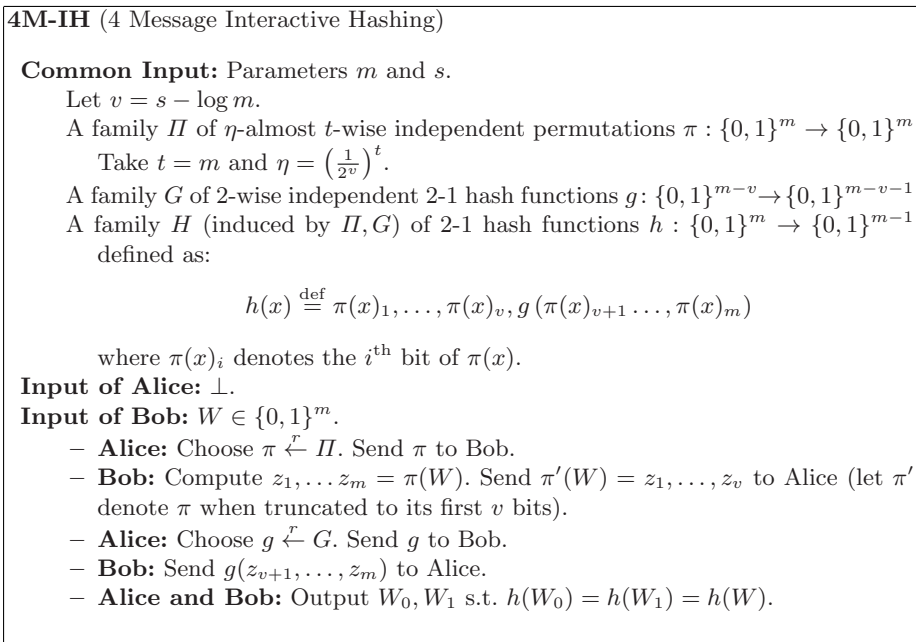 4M-IH (4 Message Interactive Hashing)
Common Input: Parameters m and s.
Let v = s − log m.
A family Π of η-almost t-wise independent permutations π : {0, 1}^m → {0, 1}^m
Take t = m and η = (1/2^v)^t.
A family G of 2-wise independent 2-1 hash functions g: {0, 1}^{m−v} → {0, 1}^{m−v−1}
A family H (induced by Π, G) of 2-1 hash functions h : {0, 1}^m → {0, 1}^{m−1}
defined as:
h(x) def= π(x)_1, . . . , π(x)_v, g (π(x)_{v+1} . . . , π(x)_m)
where π(x)_i denotes the i^th bit of π(x).
Input of Alice: ⊥.
Input of Bob: W ∈ {0, 1}^m.
– Alice: Choose π ←^r Π. Send π to Bob.
– Bob: Compute z_1, . . . z_m = π(W). Send π′(W) = z_1, . . . , z_v to Alice (let π′
denote π when truncated to its first v bits).
– Alice: Choose g ←^r G. Send g to Bob.
– Bob: Send g(z_{v+1}, . . . , z_m) to Alice.
– Alice and Bob: Output W_0, W_1 s.t. h(W_0) = h(W_1) = h(W).